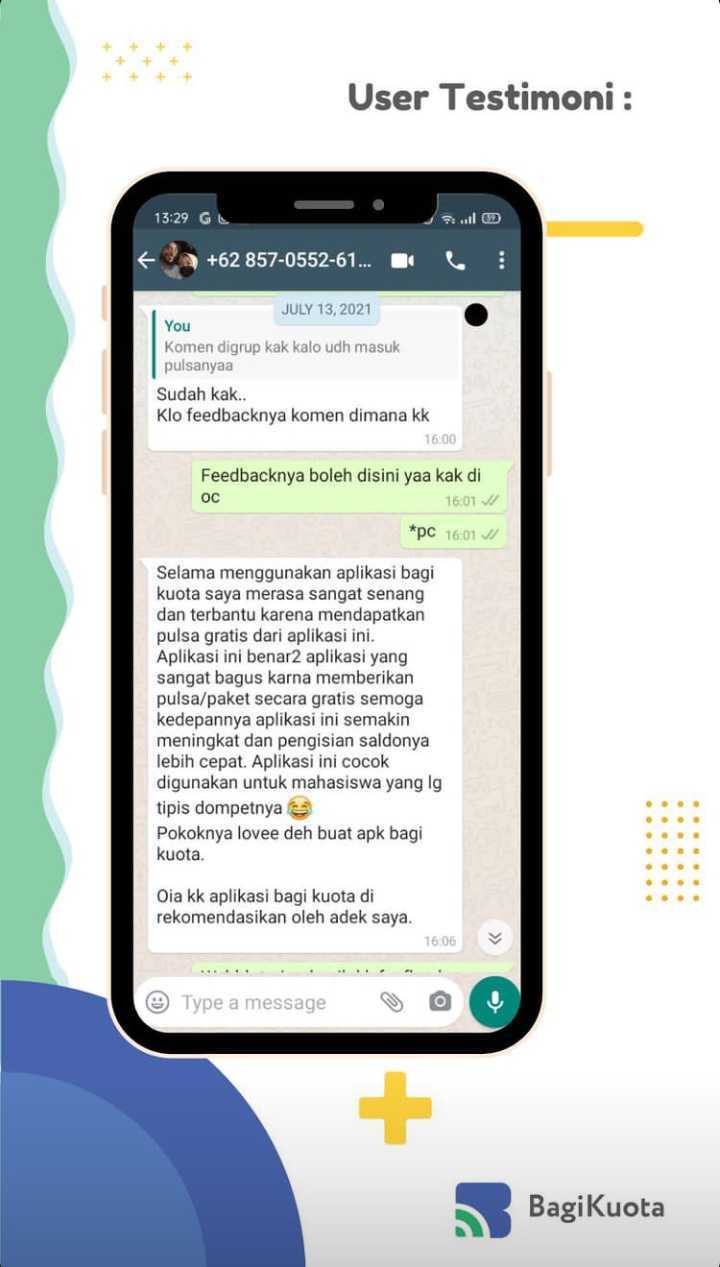 User Testimoni :
13:29 G
39
+62 857-0552-61...
JULY 13, 2021
You
Komen digrup kak kalo udh masuk
pulsanyaa
Sudah kak..
Klo feedbacknya komen dimana kk
16:00
Feedbacknya boleh disini yaa kak di
oc
16:01
*pc 16:01
Selama menggunakan aplikasi bagi
kuota saya merasa sangat senang
dan terbantu karena mendapatkan
pulsa gratis dari aplikasi ini.
Aplikasi ini benar2 aplikasi yang
sangat bagus karna memberikan
pulsa/paket secara gratis semoga
kedepannya aplikasi ini semakin
meningkat dan pengisian saldonya
lebih cepat. Aplikasi ini cocok
digunakan untuk mahasiswa yang lg
tipis dompetnya 😂
Pokoknya lovee deh buat apk bagi
kuota.
Oia kk aplikasi bagi kuota di
rekomendasikan oleh adek saya.
16:06
Type a message
BagiKuota